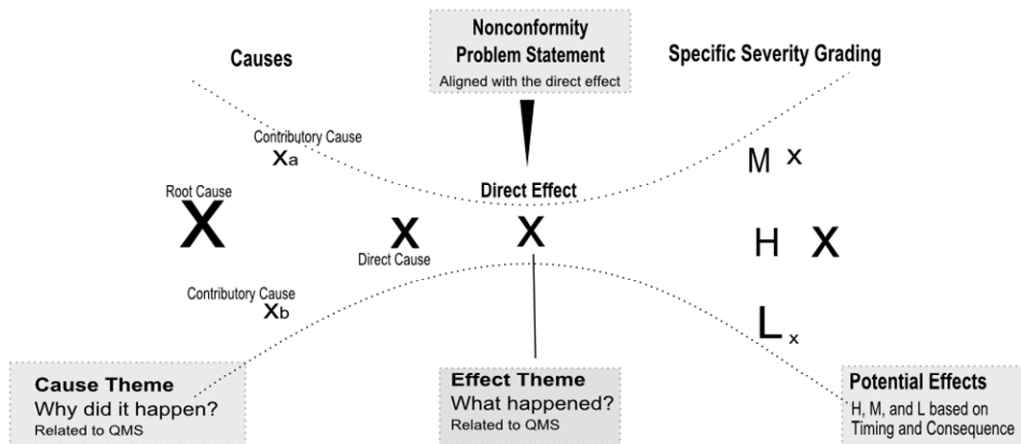 Nonconformity
Problem Statement
Aligned with the direct effect
Causes
Specific Severity Grading
Contributory Cause
Xa
M x
Root Cause
X
Direct Effect
X
Direct Cause
X
H X
Contributory Cause
Xb
L x
Cause Theme
Why did it happen?
Related to QMS
Effect Theme
What happened?
Related to QMS
Potential Effects
H, M, and L based on
Timing and Consequence